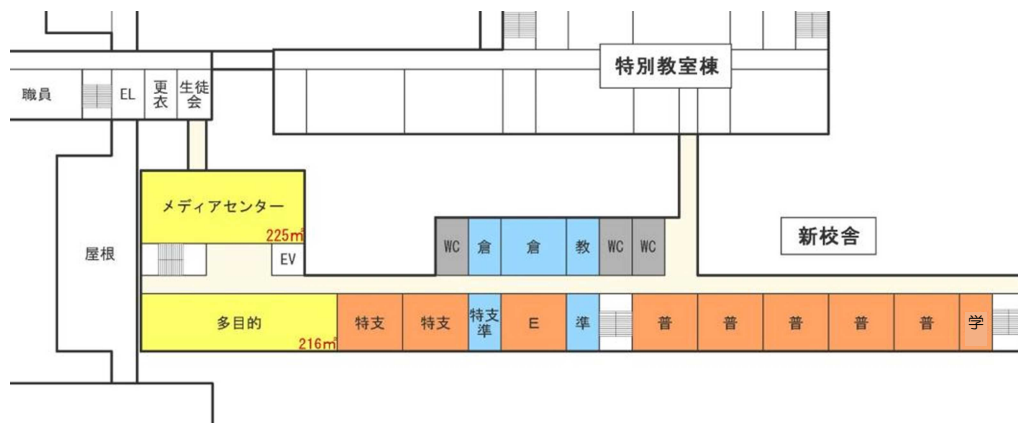 特別教室棟
職員
EL
更衣
生徒会
メディアセンター
225㎡
WC
倉
倉
教
WC
WC
新校舎
屋根
EV
多目的
216㎡
特支
特支
特支準
E
準
普
普
普
普
普
学